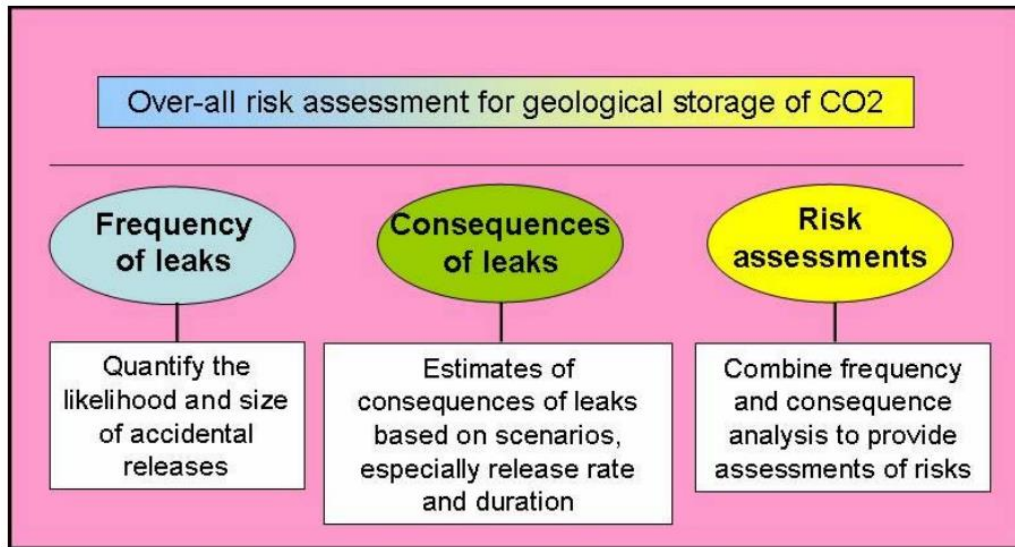 Over-all risk assessment for geological storage of CO2
Frequency
of leaks
Consequences
of leaks
Risk
assessments
Quantify the
likelihood and size
of accidental
releases
Estimates of
consequences of leaks
based on scenarios,
especially release rate
and duration
Combine frequency
and consequence
analysis to provide
assessments of risks